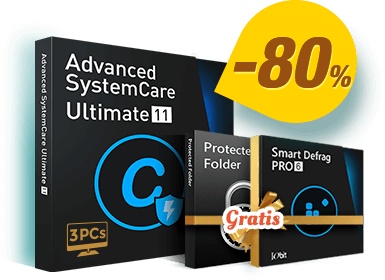 -80%
Advanced
SystemCare
Ultimate 11
Advanced SystemCare Ultimate 11
3PCs
Protected
Folder
Protected Folder
Smart Defrag
PRO 6
Gratis
IObit